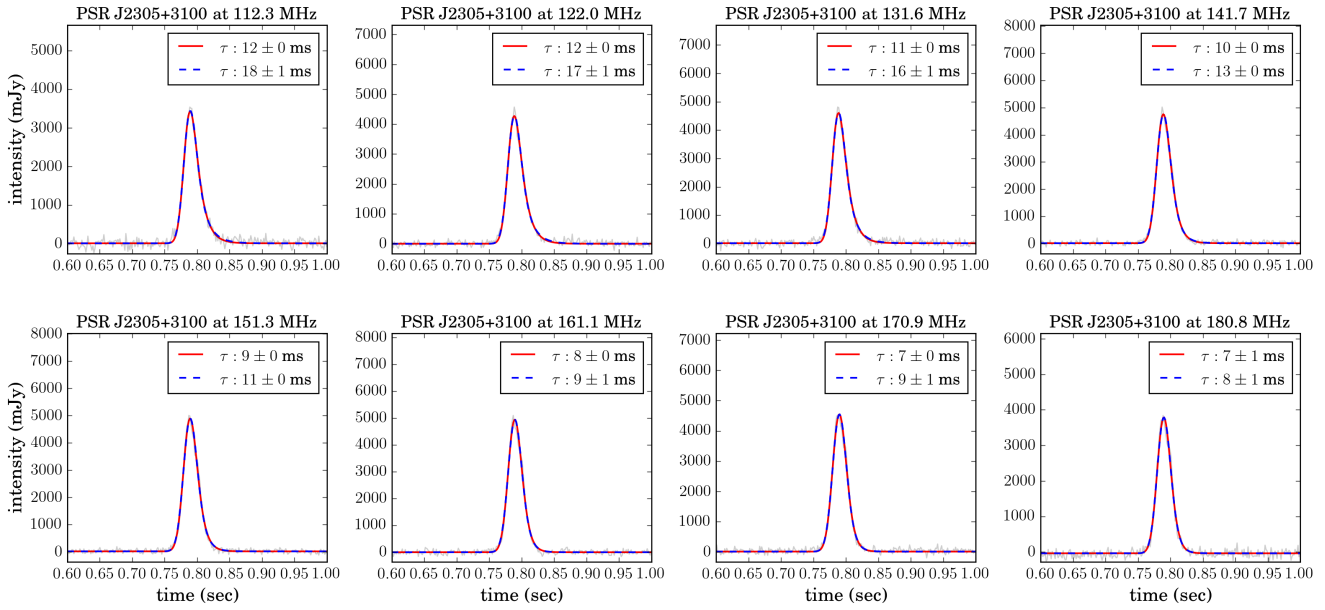 PSR J2305+3100 at 112.3 MHz
τ : 12 ± 0 ms
τ : 18 ± 1 ms
5000
4000
3000
2000
1000
0
intensity (mJy)
0.60 0.65 0.70 0.75 0.80 0.85 0.90 0.95 1.00
PSR J2305+3100 at 122.0 MHz
τ : 12 ± 0 ms
τ : 17 ± 1 ms
6000
5000
4000
3000
2000
1000
0
0.60 0.65 0.70 0.75 0.80 0.85 0.90 0.95 1.00
PSR J2305+3100 at 131.6 MHz
τ : 11 ± 0 ms
τ : 16 ± 1 ms
7000
6000
5000
4000
3000
2000
1000
0
0.60 0.65 0.70 0.75 0.80 0.85 0.90 0.95 1.00
PSR J2305+3100 at 141.7 MHz
τ : 10 ± 0 ms
τ : 13 ± 0 ms
8000
7000
6000
5000
4000
3000
2000
1000
0
0.60 0.65 0.70 0.75 0.80 0.85 0.90 0.95 1.00
PSR J2305+3100 at 151.3 MHz
τ : 9 ± 0 ms
τ : 11 ± 0 ms
8000
7000
6000
5000
4000
3000
2000
1000
0
intensity (mJy)
0.60 0.65 0.70 0.75 0.80 0.85 0.90 0.95 1.00
time (sec)
PSR J2305+3100 at 161.1 MHz
τ : 8 ± 0 ms
τ : 9 ± 1 ms
8000
7000
6000
5000
4000
3000
2000
1000
0
0.60 0.65 0.70 0.75 0.80 0.85 0.90 0.95 1.00
time (sec)
PSR J2305+3100 at 170.9 MHz
τ : 7 ± 0 ms
τ : 9 ± 1 ms
7000
6000
5000
4000
3000
2000
1000
0
0.60 0.65 0.70 0.75 0.80 0.85 0.90 0.95 1.00
time (sec)
PSR J2305+3100 at 180.8 MHz
τ : 7 ± 1 ms
τ : 8 ± 1 ms
6000
5000
4000
3000
2000
1000
0
0.60 0.65 0.70 0.75 0.80 0.85 0.90 0.95 1.00
time (sec)